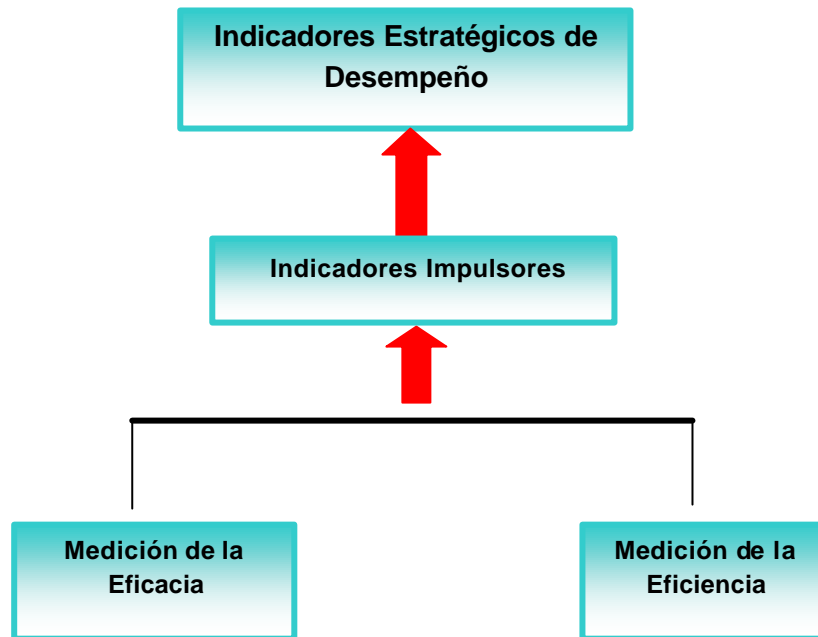 Indicadores Estratégicos de
Desempeño
Indicadores Impulsores
Medición de la
Eficacia
Medición de la
Eficiencia